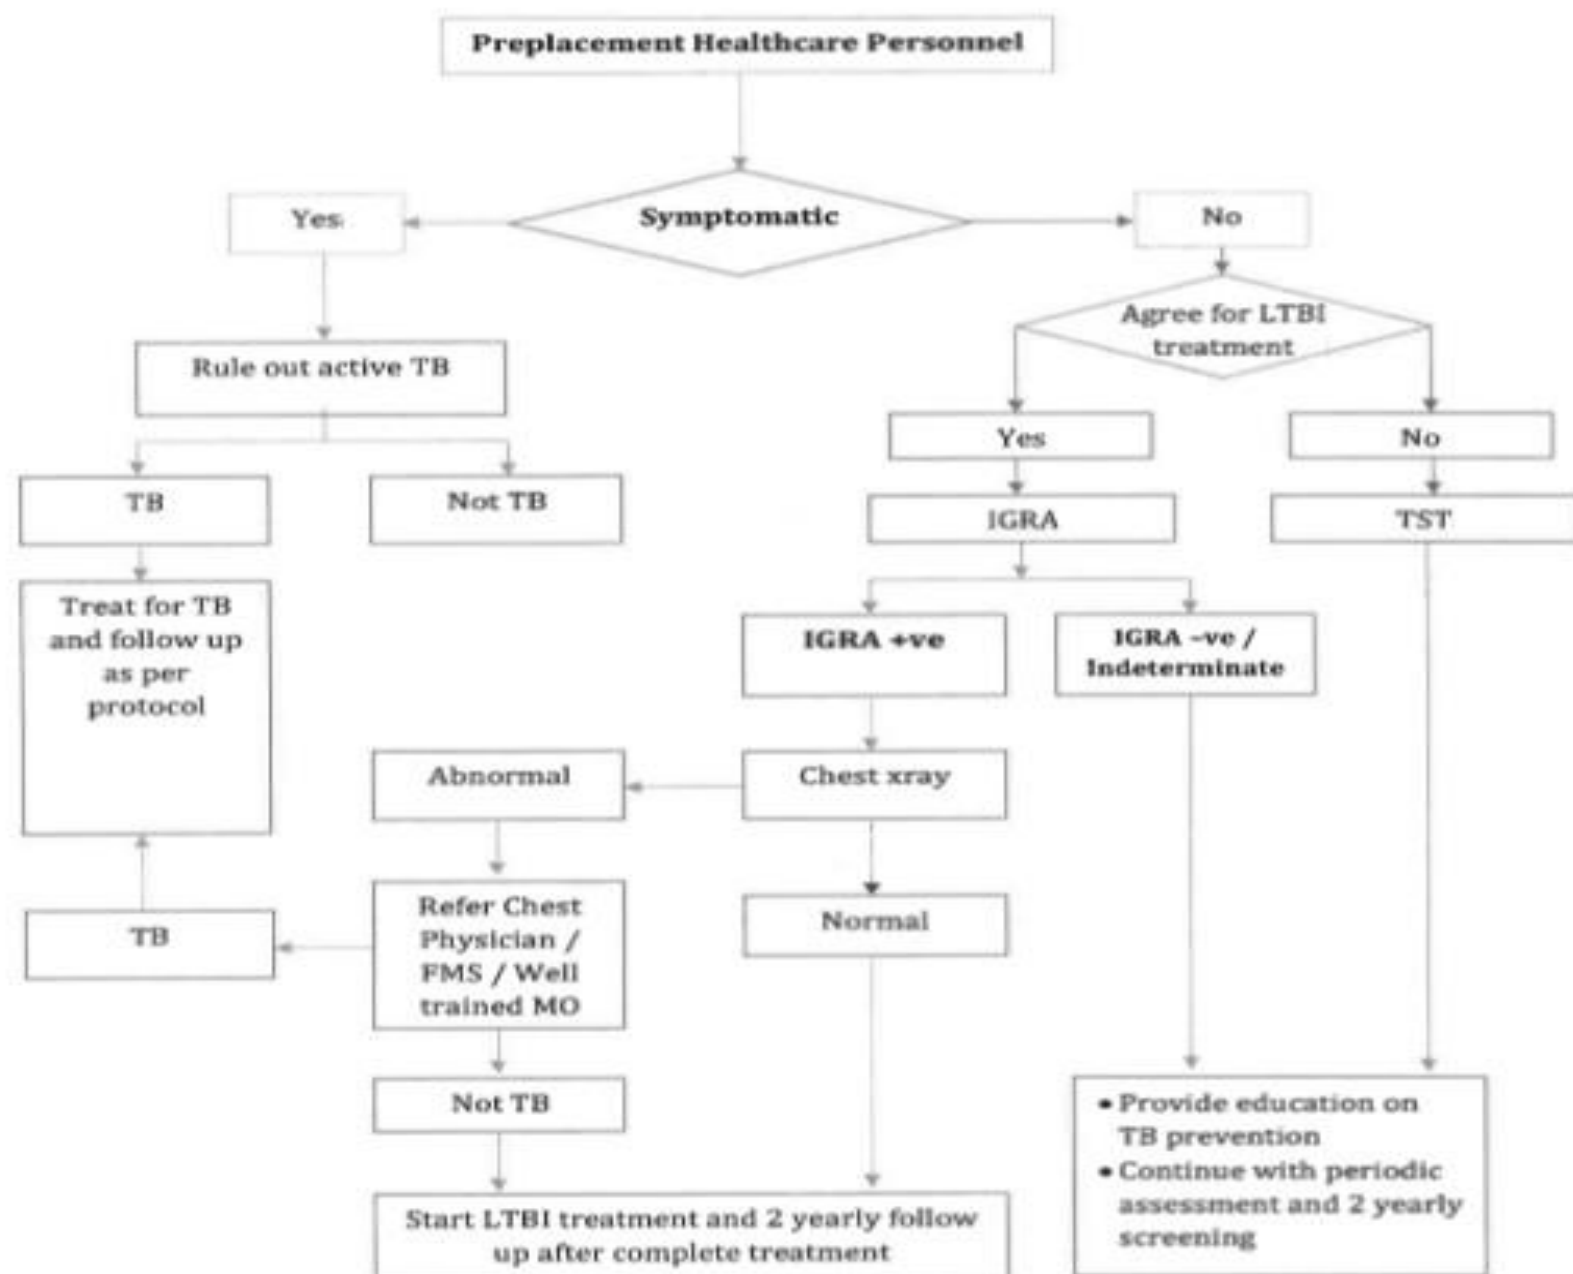 Preplacement Healthcare Personnel
Symptomatic
Yes
No
Agree for LTBI
treatment
Rule out active TB
Yes
No
TB
Not TB
IGRA
TST
Treat for TB
and follow up
as per
protocol
IGRA +ve
IGRA –ve /
Indeterminate
Abnormal
Chest xray
Refer Chest
Physician /
FMS / Well
trained MO
Normal
TB
Not TB
• Provide education on
TB prevention
• Continue with periodic
assessment and 2 yearly
screening
Start LTBI treatment and 2 yearly follow
up after complete treatment